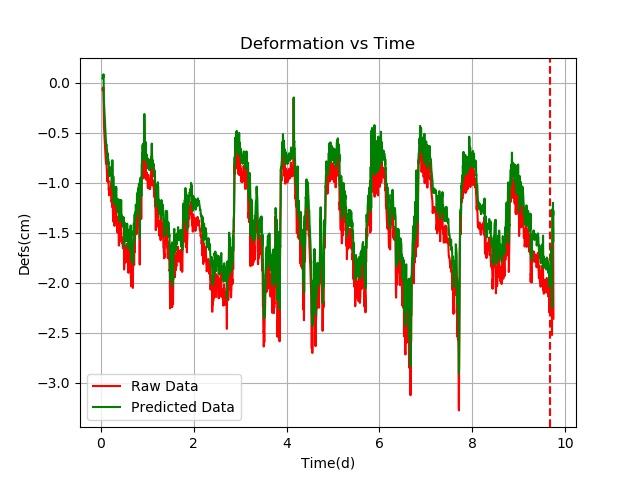 Deformation vs Time
0.0
−0.5
−1.0
−1.5
−2.0
−2.5
−3.0
Defs(cm)
Raw Data
Predicted Data
0 2 4 6 8 10
Time(d)